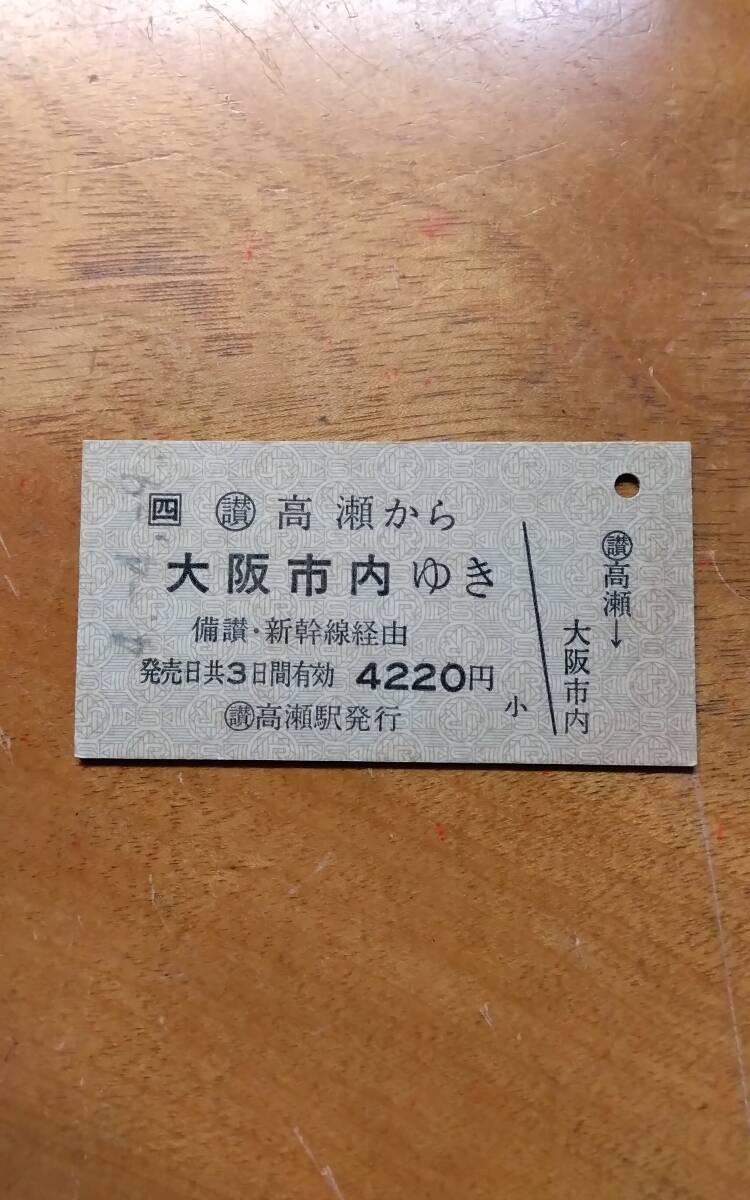 四 讃 高瀬から
大阪市内ゆき
備讃・新幹線経由
発売日共3日間有効 4220円
讃高瀬駅発行
小
讃高瀬→
大阪市内